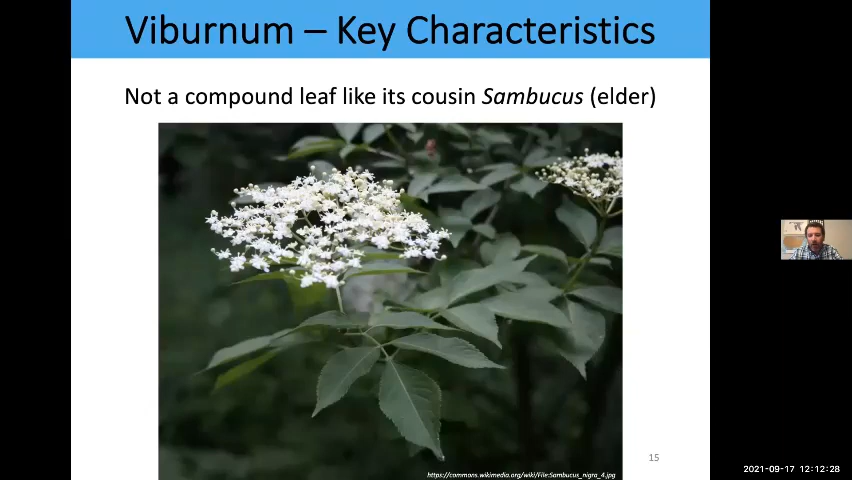 Viburnum – Key Characteristics
Not a compound leaf like its cousin Sambucus (elder)
https://commons.wikimedia.org/wiki/File:Sambucus_nigra_4.jpg
15
2021-09-17 12:12:28